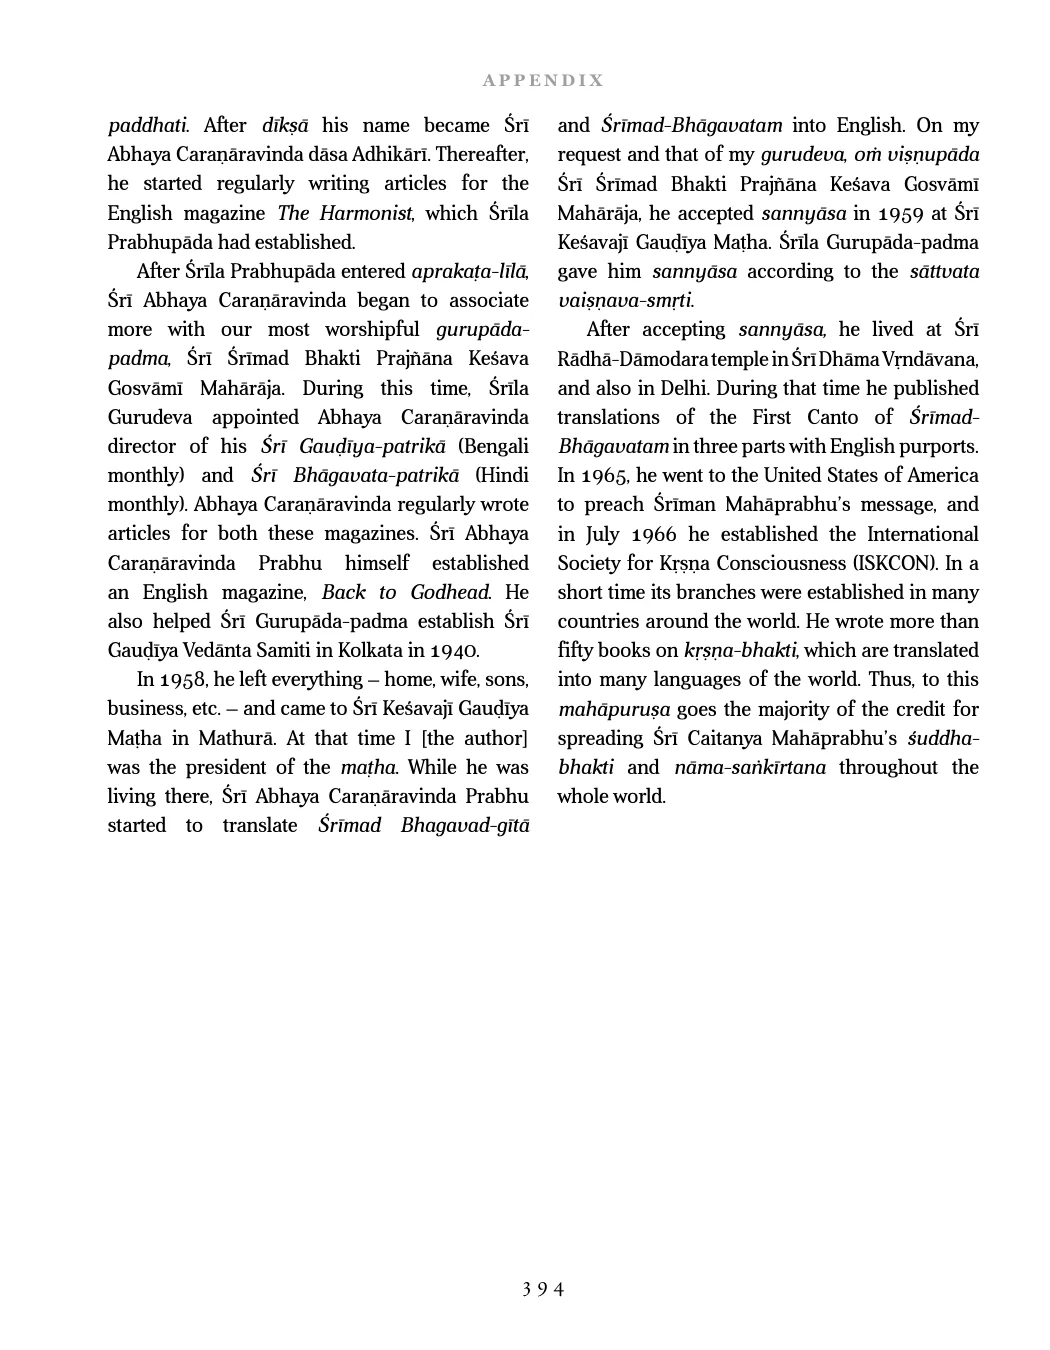 APPENDIX
paddhati. After dīkṣā his name became Śrī
Abhaya Caraṇāravinda dāsa Adhikārī. Thereafter,
he started regularly writing articles for the
English magazine The Harmonist, which Śrīla
Prabhupāda had established.
After Śrīla Prabhupāda entered aprakaṭa-līlā,
Śrī Abhaya Caraṇāravinda began to associate
more with our most worshipful gurupāda-
padma, Śrī Śrīmad Bhakti Prajñāna Keśava
Gosvāmī Mahārāja. During this time, Śrīla
Gurudeva appointed Abhaya Caraṇāravinda
director of his Śrī Gauḍīya-patrikā (Bengali
monthly) and Śrī Bhāgavata-patrikā (Hindi
monthly). Abhaya Caraṇāravinda regularly wrote
articles for both these magazines. Śrī Abhaya
Caraṇāravinda Prabhu himself established
an English magazine, Back to Godhead. He
also helped Śrī Gurupāda-padma establish Śrī
Gauḍīya Vedānta Samiti in Kolkata in 1940.
In 1958, he left everything – home, wife, sons,
business, etc. – and came to Śrī Keśavajī Gauḍīya
Maṭha in Mathurā. At that time I [the author]
was the president of the maṭha. While he was
living there, Śrī Abhaya Caraṇāravinda Prabhu
started to translate Śrīmad Bhagavad-gītā
and Śrīmad-Bhāgavatam into English. On my
request and that of my gurudeva, oṁ viṣṇupāda
Śrī Śrīmad Bhakti Prajñāna Keśava Gosvāmī
Mahārāja, he accepted sannyāsa in 1959 at Śrī
Keśavajī Gauḍīya Maṭha. Śrīla Gurupāda-padma
gave him sannyāsa according to the sāttvata
vaiṣṇava-smṛti.
After accepting sannyāsa, he lived at Śrī
Rādhā-Dāmodara temple in Śrī Dhāma Vṛndāvana,
and also in Delhi. During that time he published
translations of the First Canto of Śrīmad-
Bhāgavatam in three parts with English purports.
In 1965, he went to the United States of America
to preach Śrīman Mahāprabhu’s message, and
in July 1966 he established the International
Society for Kṛṣṇa Consciousness (ISKCON). In a
short time its branches were established in many
countries around the world. He wrote more than
fifty books on kṛṣṇa-bhakti, which are translated
into many languages of the world. Thus, to this
mahāpuruṣa goes the majority of the credit for
spreading Śrī Caitanya Mahāprabhu’s śuddha-
bhakti and nāma-saṅkīrtana throughout the
whole world.
394